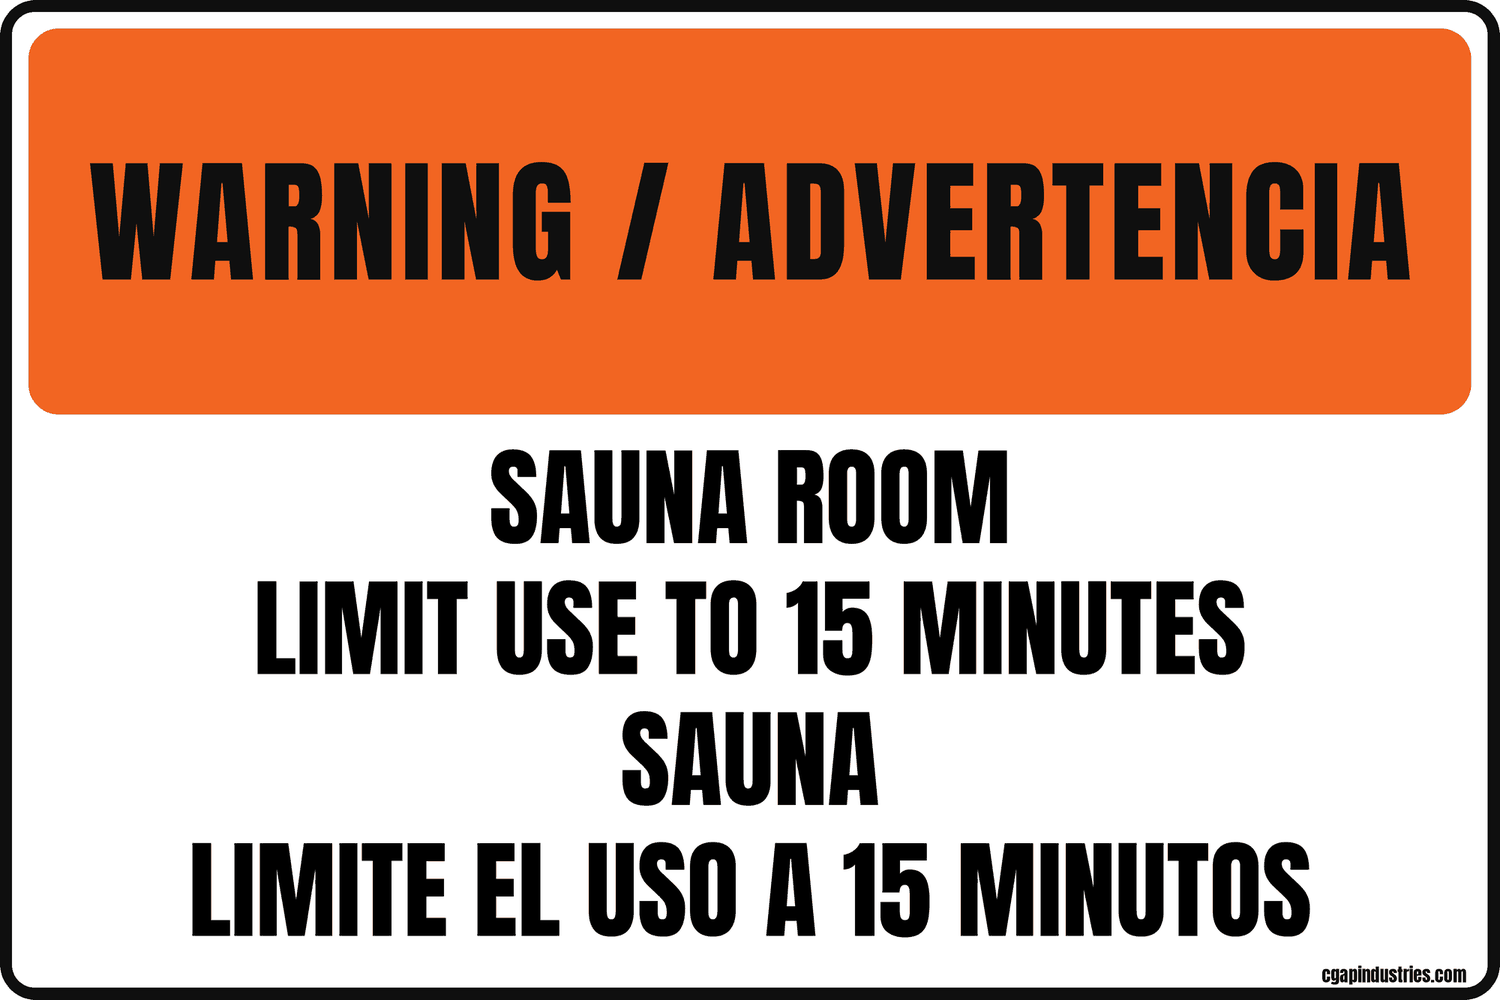 WARNING / ADVERTENCIA
SAUNA ROOM
LIMIT USE TO 15 MINUTES
SAUNA
LIMITE EL USO A 15 MINUTOS
cgapindustries.com